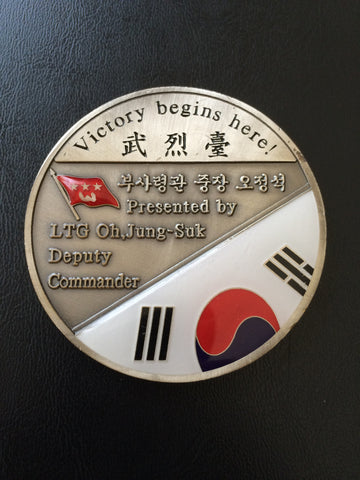 Victory begins here!
武烈臺
부사령관 중장 오정석
Presented by
LTG Oh,Jung-Suk
Deputy
Commander